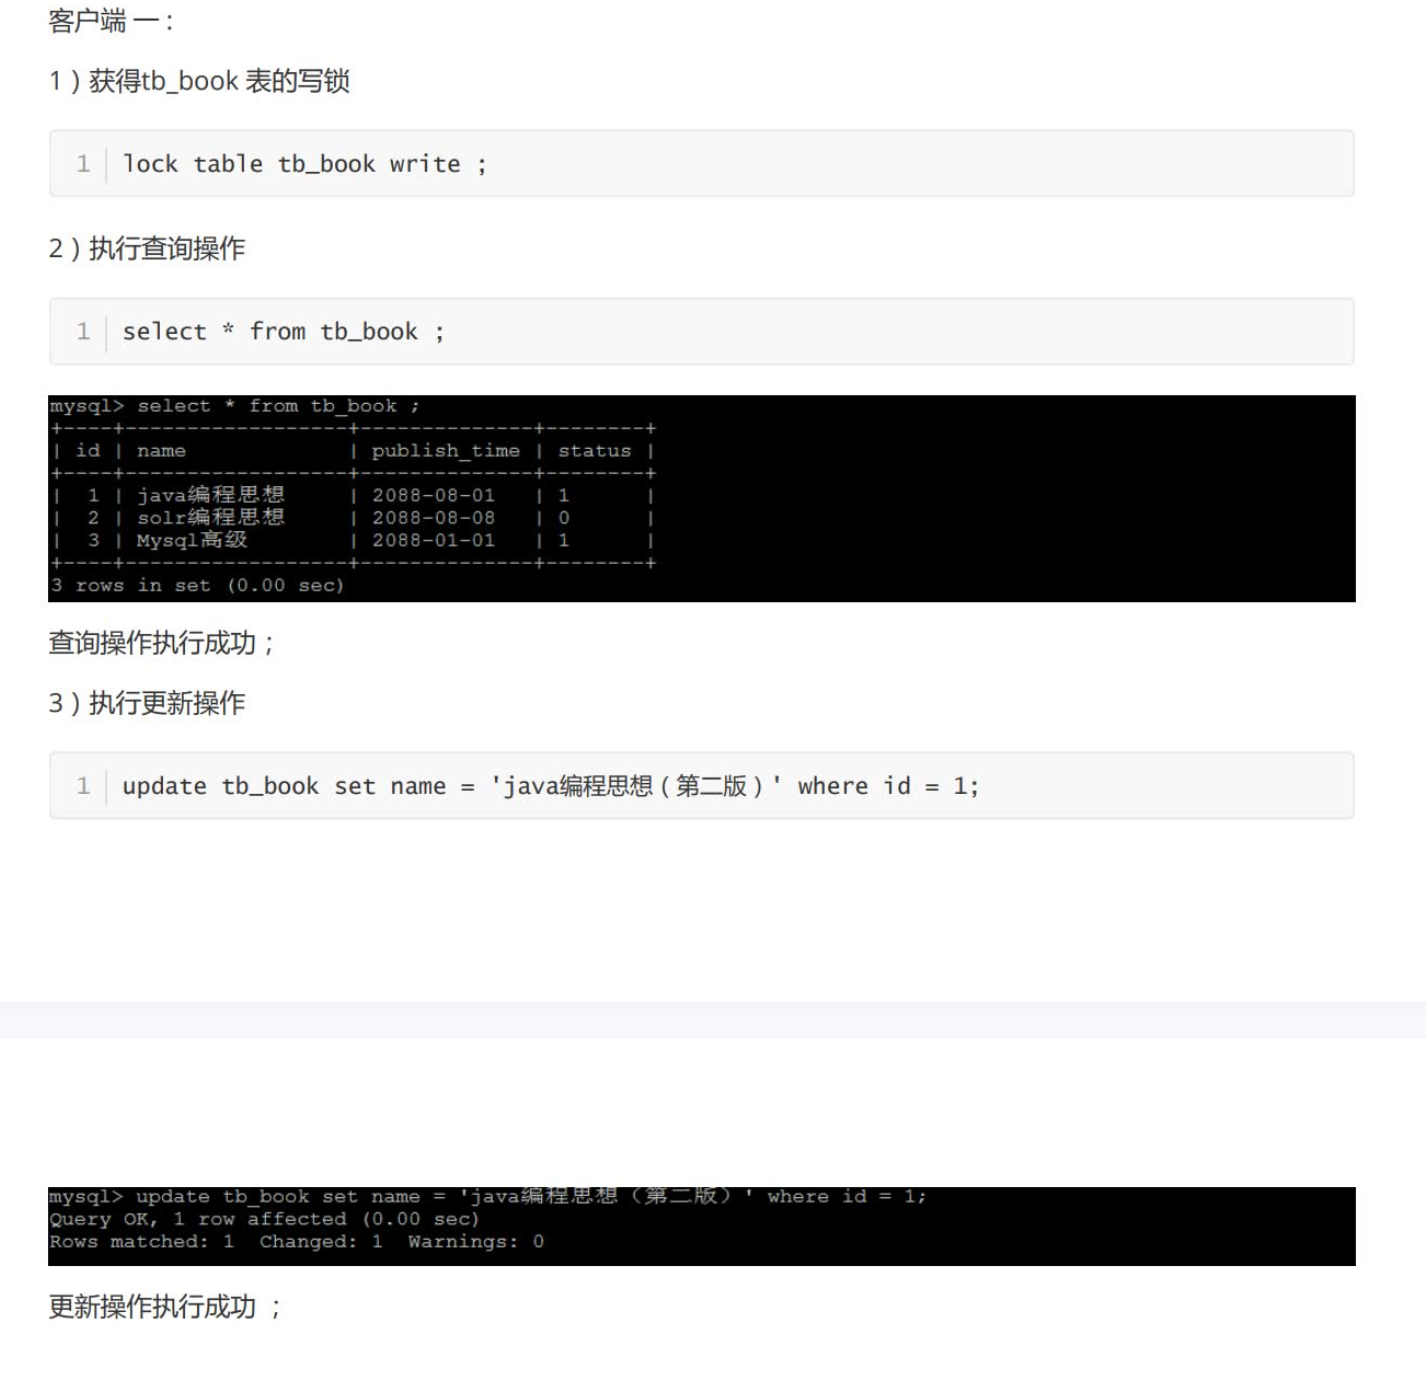 客户端 一 :
1 ) 获得tb_book 表的写锁
1 lock table tb_book write ;
2 ) 执行查询操作
1 select * from tb_book ;
mysql> select * from tb_book ;
+----+------------------+--------------+--------+
| id | name             | publish_time | status |
+----+------------------+--------------+--------+
|  1 | java编程思想     | 2088-08-01   | 1      |
|  2 | solr编程思想     | 2088-08-08   | 0      |
|  3 | Mysql高级        | 2088-01-01   | 1      |
+----+------------------+--------------+--------+
3 rows in set (0.00 sec)
查询操作执行成功 ;
3 ) 执行更新操作
1 update tb_book set name = 'java编程思想 ( 第二版 ) ' where id = 1;
mysql> update tb_book set name = 'java编程思想（第二版）' where id = 1;
Query OK, 1 row affected (0.00 sec)
Rows matched: 1  Changed: 1  Warnings: 0
更新操作执行成功 ;